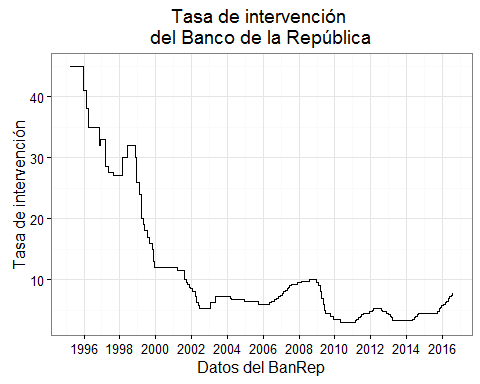 Tasa de intervención
del Banco de la República
Tasa de intervención
40
30
20
10
1996 1998 2000 2002 2004 2006 2008 2010 2012 2014 2016
Datos del BanRep